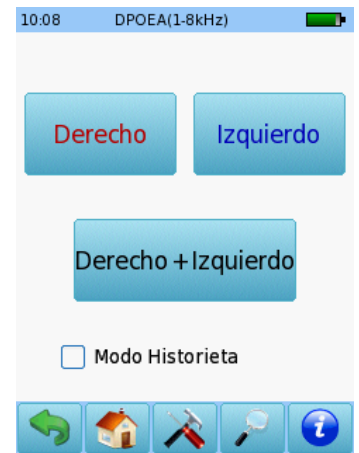 10:08 DPOEA(1-8kHz)
Derecho Izquierdo
Derecho + Izquierdo
Modo Historieta